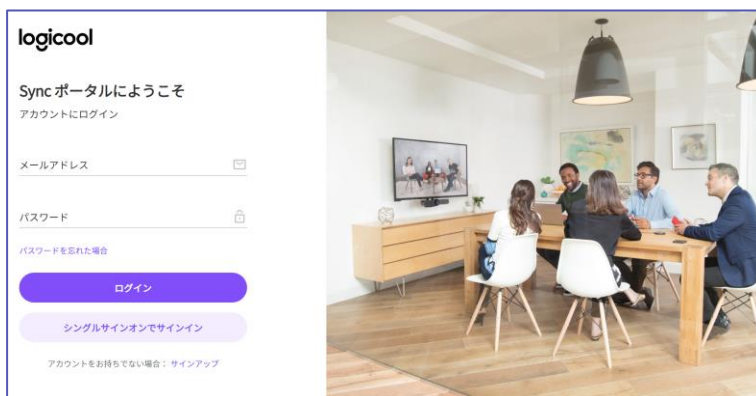 logicool
Sync ポータルにようこそ
アカウントにログイン
メールアドレス
パスワード
パスワードを忘れた場合
ログイン
シングルサインオンでサインイン
アカウントをお持ちでない場合： サインアップ